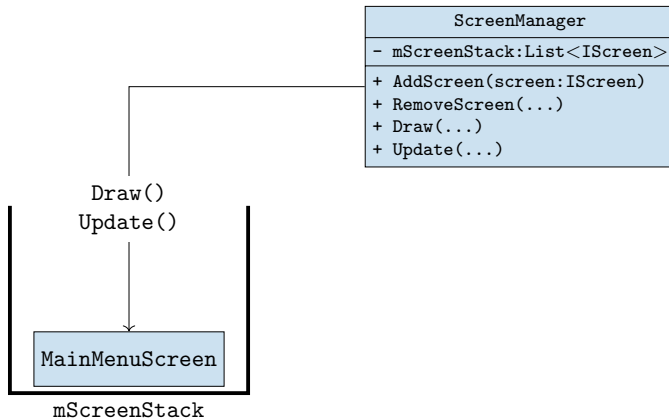 ScreenManager
- mScreenStack:List<IScreen>
+ AddScreen(screen:IScreen)
+ RemoveScreen(...)
+ Draw(...)
+ Update(...)
Draw()
Update()
MainMenuScreen
mScreenStack